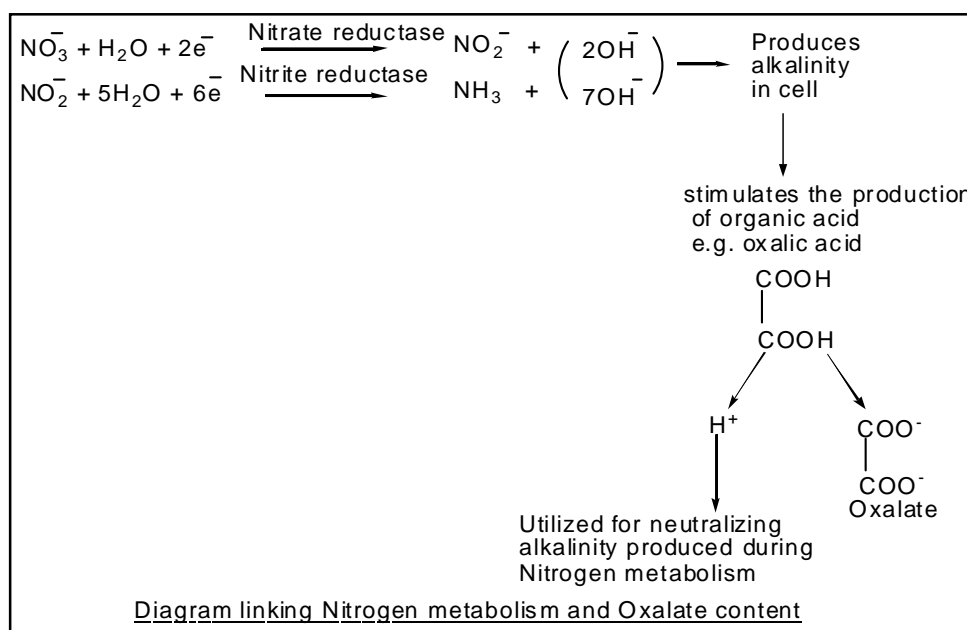 NO₃⁻ + H₂O + 2e⁻ Nitrate reductase NO₂⁻ + ( 2OH⁻
NO₂⁻ + 5H₂O + 6e⁻ Nitrite reductase NH₃ + 7OH⁻ )
Produces
alkalinity
in cell
stimulates the production
of organic acid
e.g. oxalic acid
COOH
COOH
H⁺
COO⁻
COO⁻
Oxalate
Utilized for neutralizing
alkalinity produced during
Nitrogen metabolism
Diagram linking Nitrogen metabolism and Oxalate content